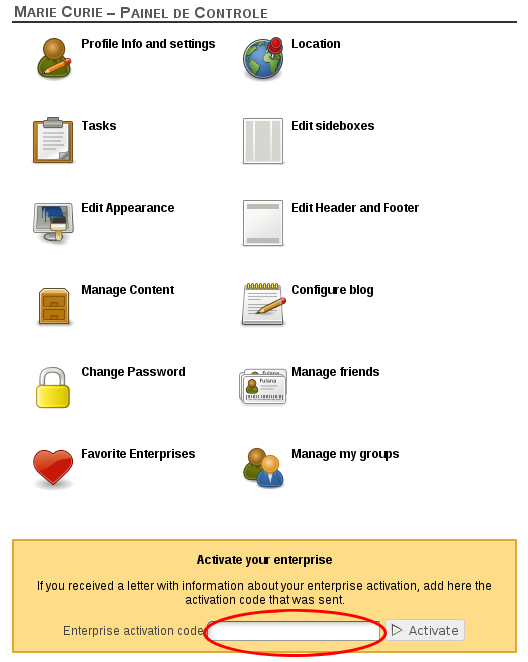 Marie Curie – Painel de Controle
Profile Info and settings
Location
Tasks
Edit sideboxes
Edit Appearance
Edit Header and Footer
Manage Content
Configure blog
Change Password
Fulana
Fulana
Manage friends
Favorite Enterprises
Manage my groups
Activate your enterprise
If you received a letter with information about your enterprise activation, add here the
activation code that was sent.
Enterprise activation code
Activate